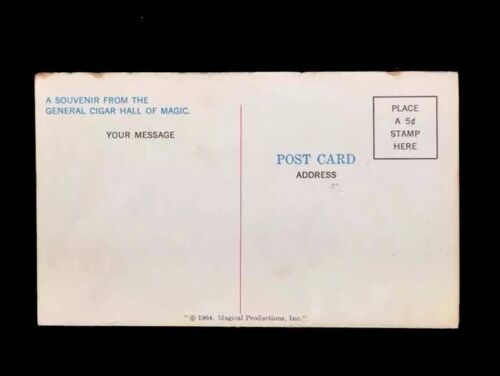 A SOUVENIR FROM THE
GENERAL CIGAR HALL OF MAGIC.
YOUR MESSAGE
PLACE
A 5¢
STAMP
HERE
POST CARD
ADDRESS
"© 1964. Magical Productions, Inc."